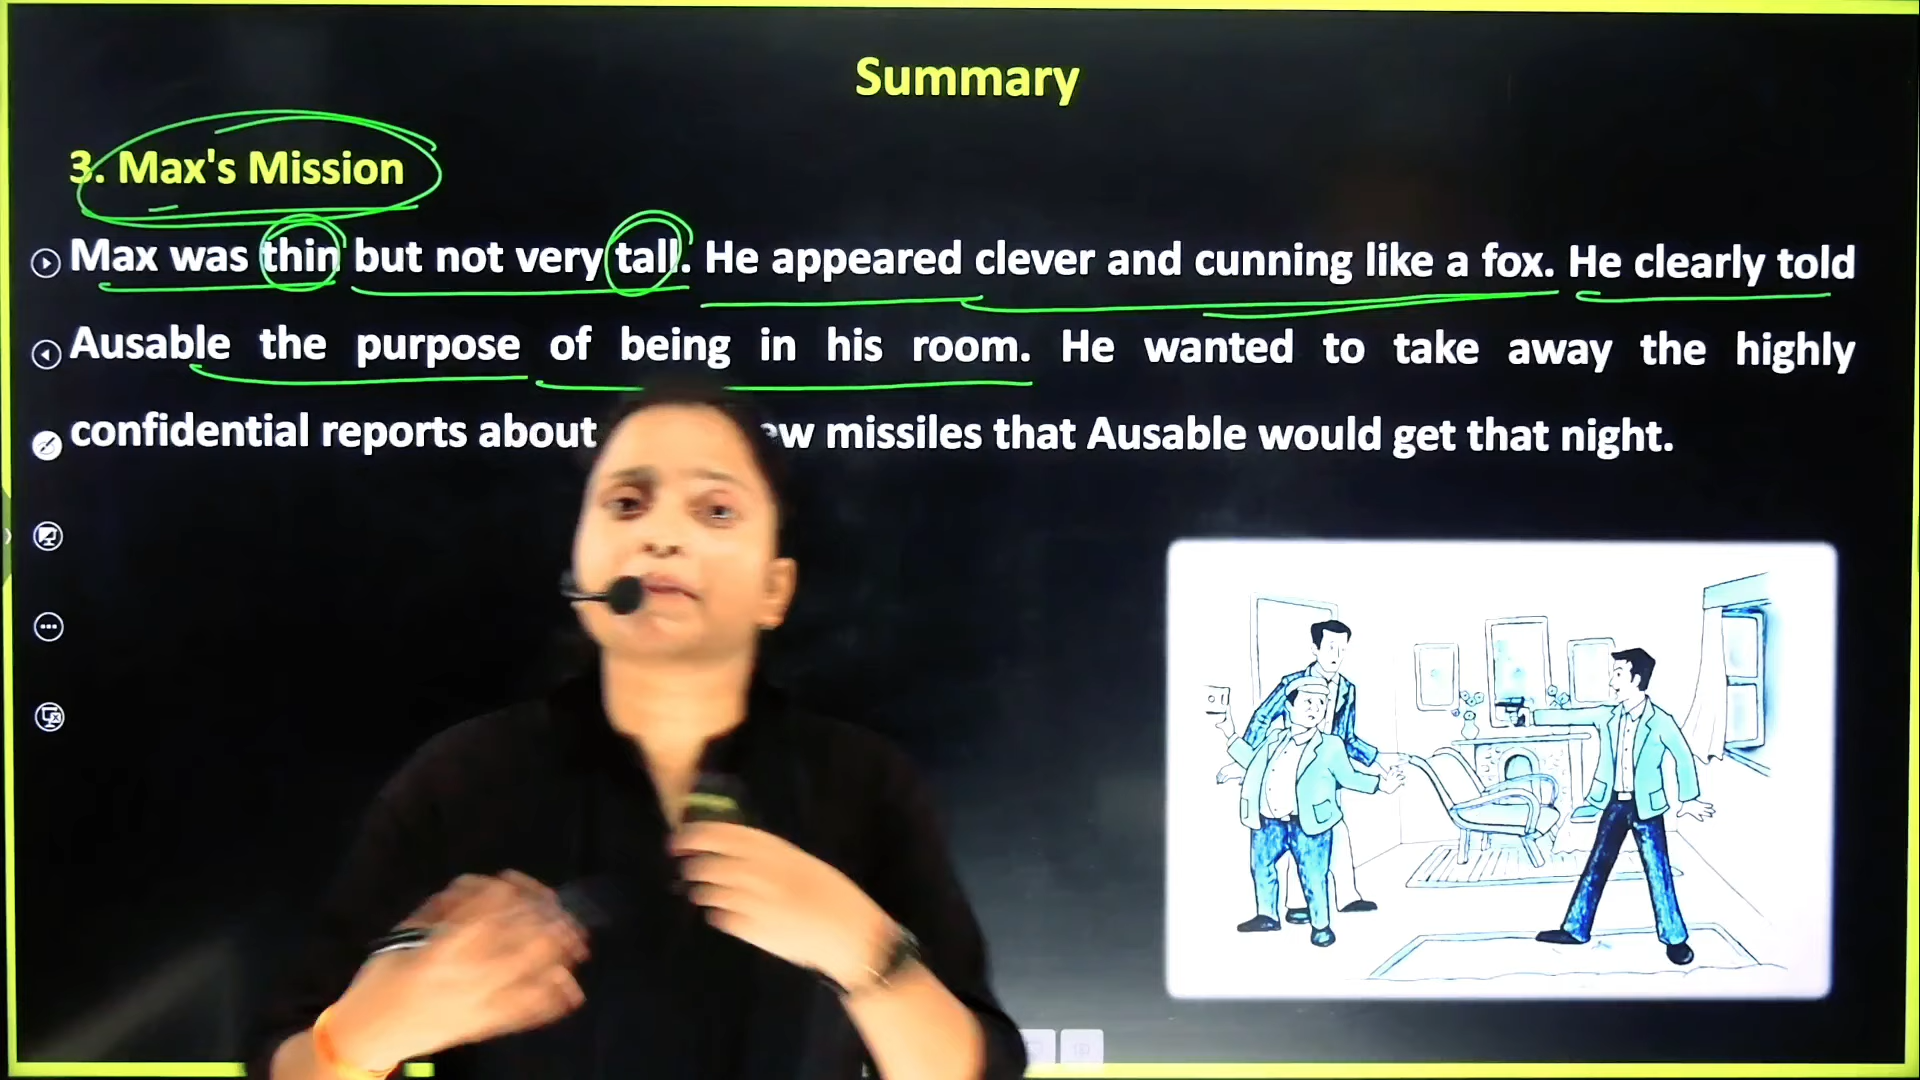 Summary
3. Max's Mission
Max was thin but not very tall. He appeared clever and cunning like a fox. He clearly told
Ausable the purpose of being in his room. He wanted to take away the highly
confidential reports about missiles that Ausable would get that night.